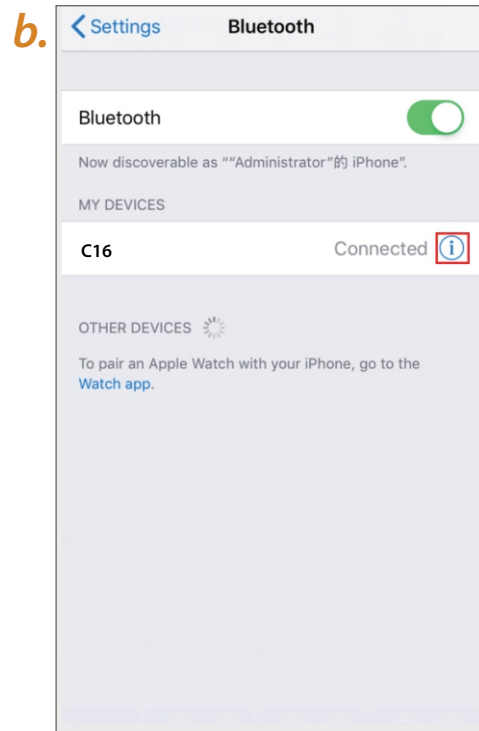 b.
Settings Bluetooth
Bluetooth
Now discoverable as ““Administrator”的 iPhone”.
MY DEVICES
C16 Connected i
OTHER DEVICES
To pair an Apple Watch with your iPhone, go to the
Watch app.